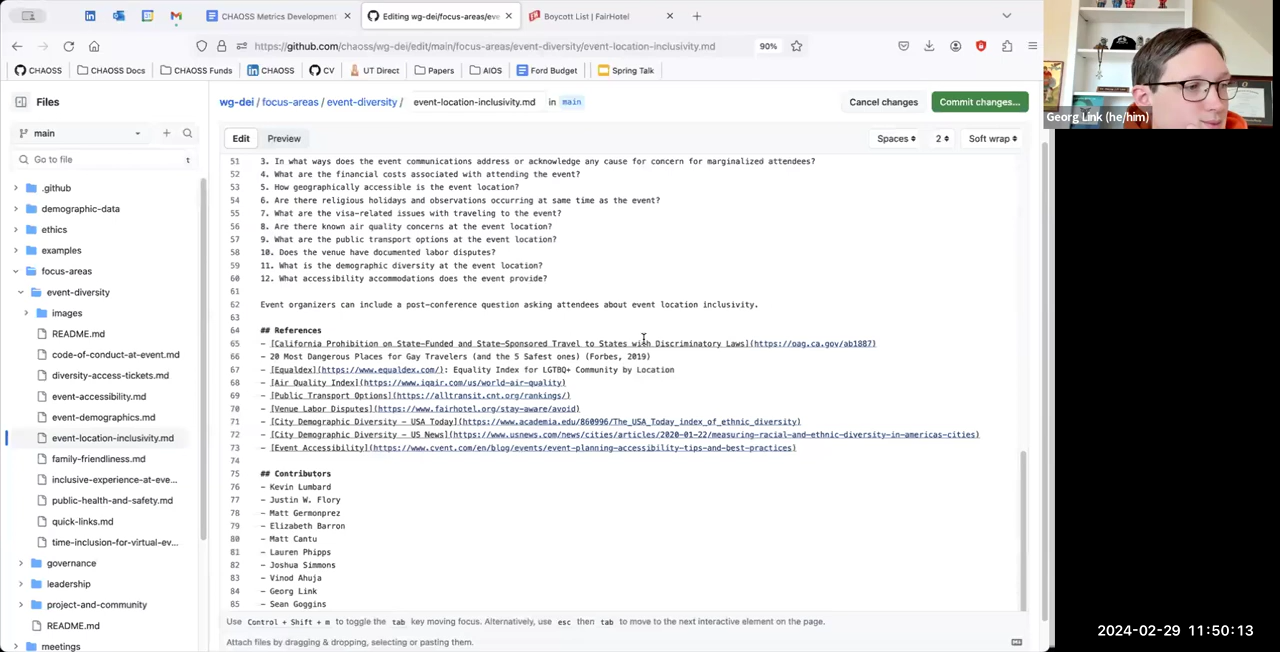 CHAOSS Metrics Development
Editing wg-dei/focus-areas/eve
Boycott List | FairHotel
https://github.com/chaoss/wg-dei/edit/main/focus-areas/event-diversity/event-location-inclusivity.md
90%
CHAOSS
CHAOSS Docs
CHAOSS Funds
CHAOSS
CV
UT Direct
Papers
AIOS
Ford Budget
Spring Talk
Georg Link (he/him)
Files
wg-dei / focus-areas / event-diversity / event-location-inclusivity.md in main
Cancel changes
Commit changes...
main
Edit
Preview
Spaces
2
Soft wrap
Go to file
t
.github
demographic-data
ethics
examples
focus-areas
event-diversity
images
README.md
code-of-conduct-at-event.md
diversity-access-tickets.md
event-accessibility.md
event-demographics.md
event-location-inclusivity.md
family-friendliness.md
inclusive-experience-at-eve...
public-health-and-safety.md
quick-links.md
time-inclusion-for-virtual-ev...
governance
leadership
project-and-community
README.md
meetings
51 3. In what ways does the event communications address or acknowledge any cause for concern for marginalized attendees?
52 4. What are the financial costs associated with attending the event?
53 5. How geographically accessible is the event location?
54 6. Are there religious holidays and observations occurring at same time as the event?
55 7. What are the visa-related issues with traveling to the event?
56 8. Are there known air quality concerns at the event location?
57 9. What are the public transport options at the event location?
58 10. Does the venue have documented labor disputes?
59 11. What is the demographic diversity at the event location?
60 12. What accessibility accommodations does the event provide?
61
62 Event organizers can include a post-conference question asking attendees about event location inclusivity.
63
64 ## References
65 - [California Prohibition on State-Funded and State-Sponsored Travel to States with Discriminatory Laws](https://oag.ca.gov/ab1887)
66 - 20 Most Dangerous Places for Gay Travelers (and the 5 Safest ones) (Forbes, 2019)
67 - [Equaldex](https://www.equaldex.com/): Equality Index for LGTBQ+ Community by Location
68 - [Air Quality Index](https://www.iqair.com/us/world-air-quality)
69 - [Public Transport Options](https://alltransit.cnt.org/rankings/)
70 - [Venue Labor Disputes](https://www.fairhotel.org/stay-aware/avoid)
71 - [City Demographic Diversity - USA Today](https://www.academia.edu/860996/The_USA_Today_index_of_ethnic_diversity)
72 - [City Demographic Diversity - US News](https://www.usnews.com/news/cities/articles/2020-01-22/measuring-racial-and-ethnic-diversity-in-americas-cities)
73 - [Event Accessibility](https://www.cvent.com/en/blog/events/event-planning-accessibility-tips-and-best-practices)
74
75 ## Contributors
76 - Kevin Lumbard
77 - Justin W. Flory
78 - Matt Germonprez
79 - Elizabeth Barron
80 - Matt Cantu
81 - Lauren Phipps
82 - Joshua Simmons
83 - Vinod Ahuja
84 - Georg Link
85 - Sean Goggins
Use Control + Shift + m to toggle the tab key moving focus. Alternatively, use esc then tab to move to the next interactive element on the page.
Attach files by dragging & dropping, selecting or pasting them.
2024-02-29 11:50:13